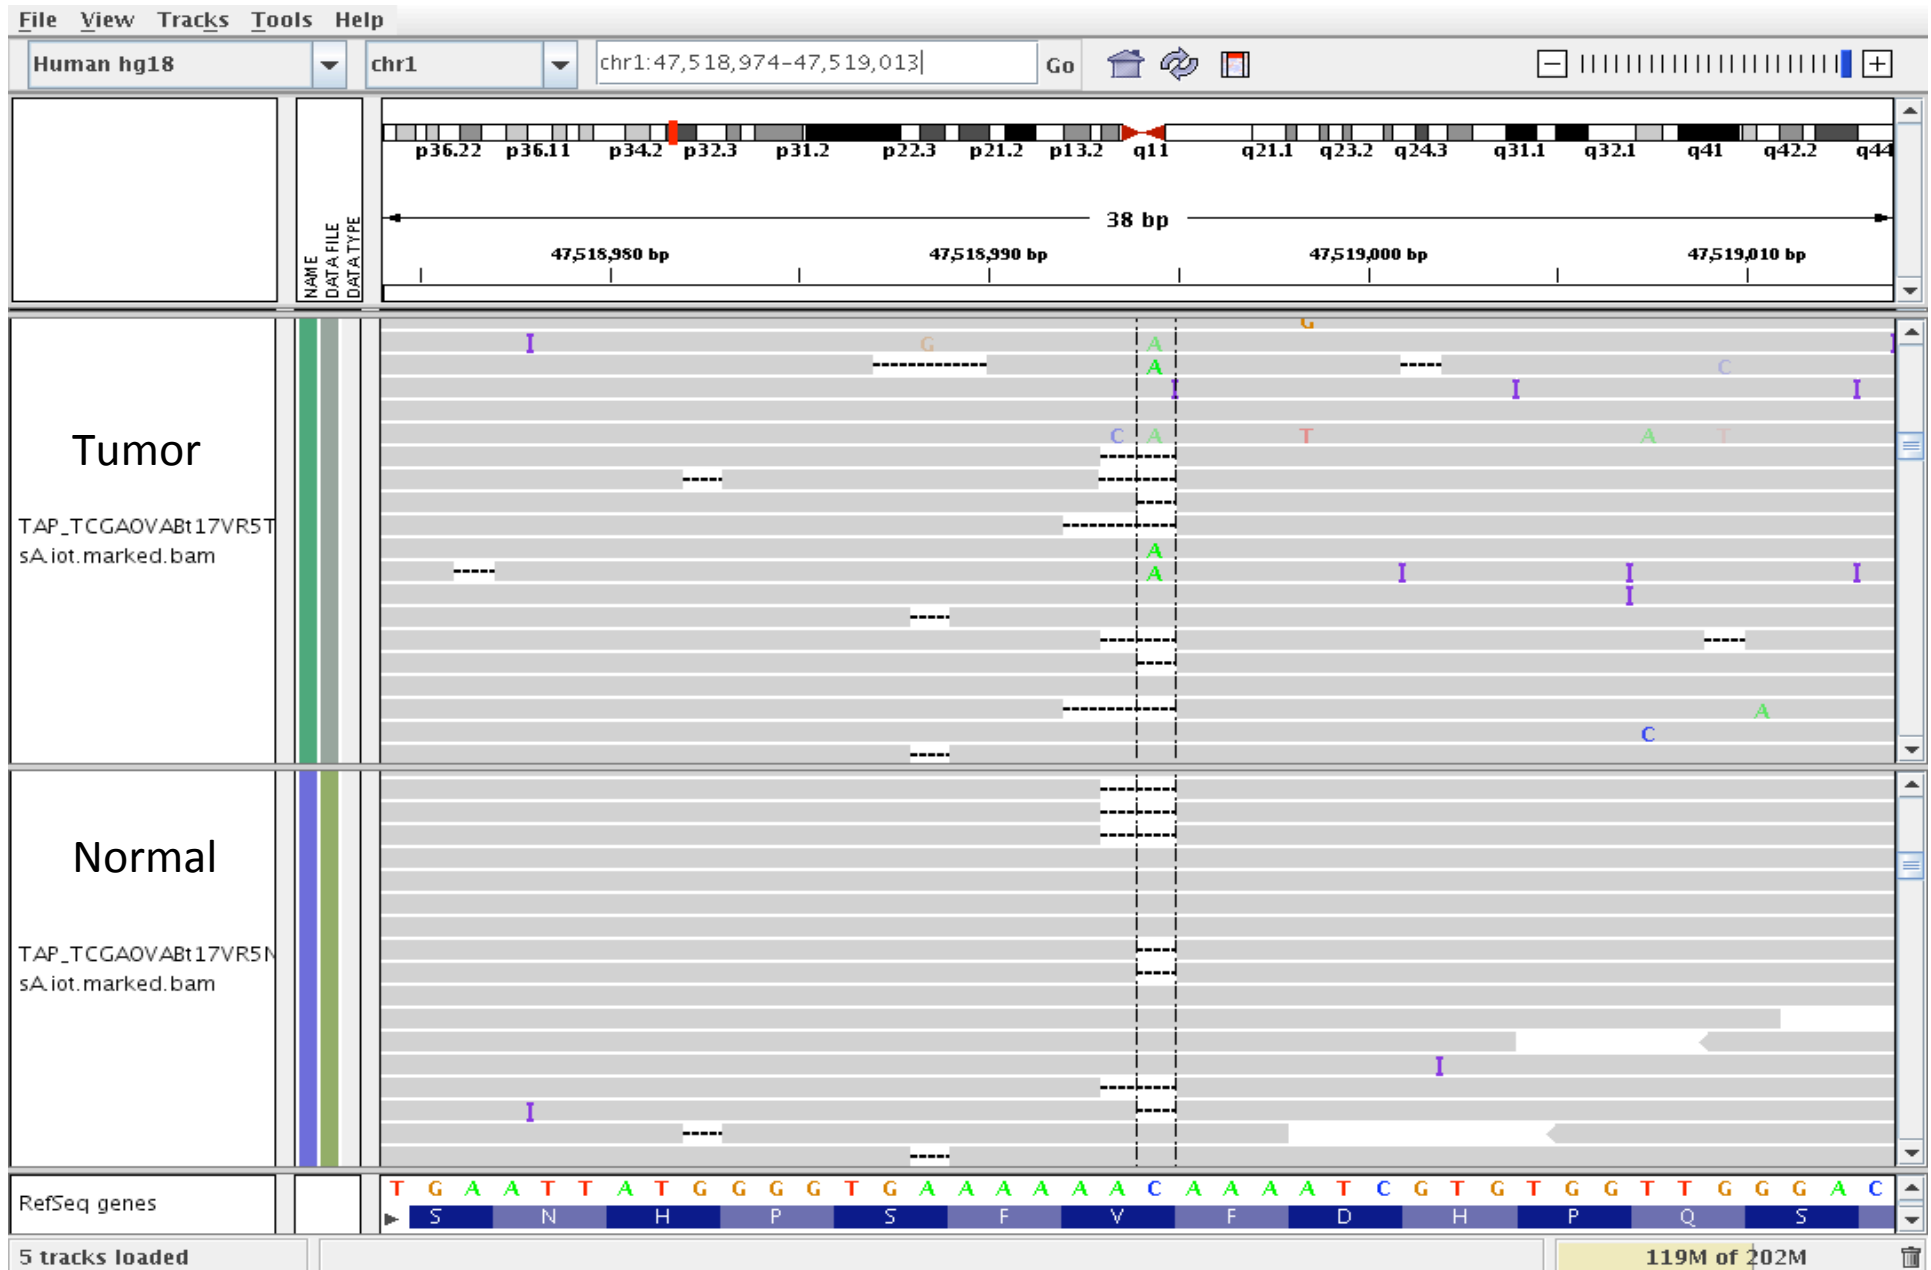 File View Tracks Tools Help
Human hg18 chr1 chr1:47,518,974-47,519,013 Go
p36.22 p36.11 p34.2 p32.3 p31.2 p22.3 p21.2 p13.2 q11 q21.1 q23.2 q24.3 q31.1 q32.1 q41 q42.2 q44
NAME
DATA FILE
DATA TYPE
38 bp
47,518,980 bp 47,518,990 bp 47,519,000 bp 47,519,010 bp
G
I G A I
A C
I I I
Tumor
C A T A T
TAP_TCGAOVABt17VR5T
sA.iot.marked.bam
A
A I I I
I
A
C
Normal
TAP_TCGAOVABt17VR5N
sA.iot.marked.bam
I
I
RefSeq genes
T G A A T T A T G G G G T G A A A A A A C A A A A T C G T G T G G T T G G G A C
S N H P S F V F D H P Q S
5 tracks loaded 119M of 202M